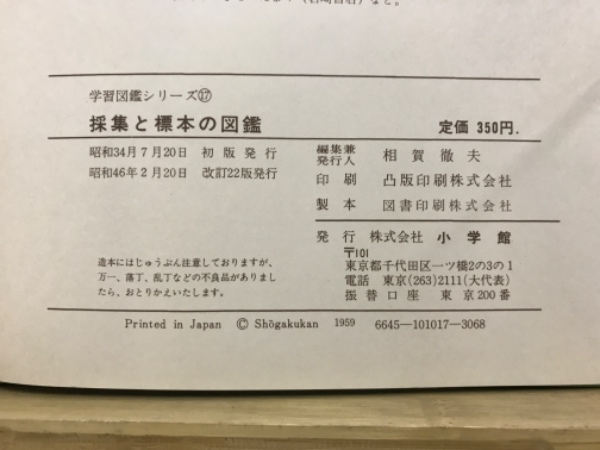 学習図鑑シリーズ⑰
採集と標本の図鑑
定価 350円.
昭和34月7月20日 初版発行
昭和46年2月20日 改訂22版発行
編集兼
発行人 相賀徹夫
印刷 凸版印刷株式会社
製本 図書印刷株式会社
発行 株式会社 小学館
〒101
東京都千代田区一ツ橋2の3の1
電話 東京(263)2111(大代表)
振替口座 東京200番
造本にはじゅうぶん注意しておりますが、
万一、落丁、乱丁などの不良品がありまし
たら、おとりかえいたします。
Printed in Japan © Shōgakukan 1959 6645—101017—3068